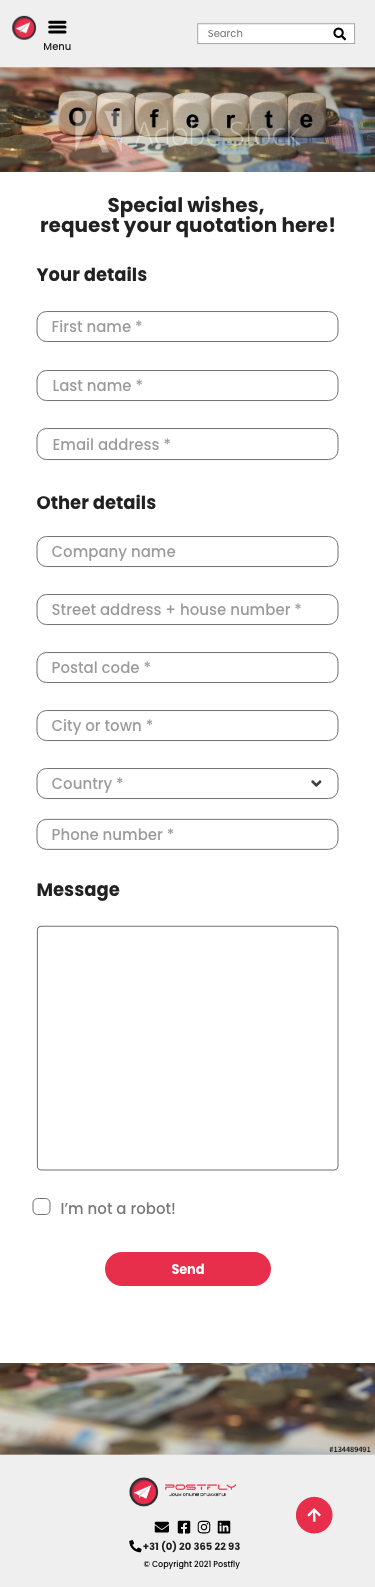 Search
Menu
Offerte
Adobe Stock
Special wishes,
request your quotation here!
Your details
First name *
Last name *
Email address *
Other details
Company name
Street address + house number *
Postal code *
City or town *
Country *
Phone number *
Message
I'm not a robot!
Send
#134489491
POSTFLY
+31 (0) 20 365 22 93
© Copyright 2021 Postfly